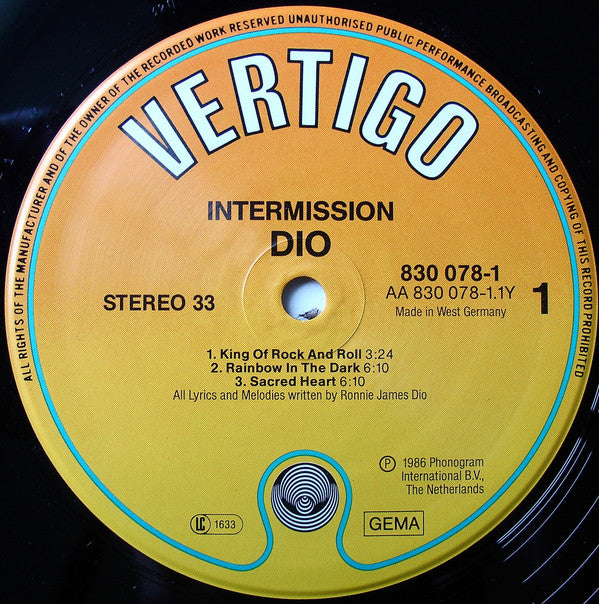 ALL RIGHTS OF THE MANUFACTURER AND OF THE OWNER OF THE RECORDED WORK RESERVED UNAUTHORISED PUBLIC PERFORMANCE BROADCASTING AND COPYING OF THIS RECORD PROHIBITED
VERTIGO
INTERMISSION
DIO
STEREO 33
830 078-1
AA 830 078-1.1Y
Made in West Germany
1
1. King Of Rock And Roll 3:24
2. Rainbow In The Dark 6:10
3. Sacred Heart 6:10
All Lyrics and Melodies written by Ronnie James Dio
Ⓟ 1986 Phonogram
International B.V.,
The Netherlands
LC 1633
GEMA